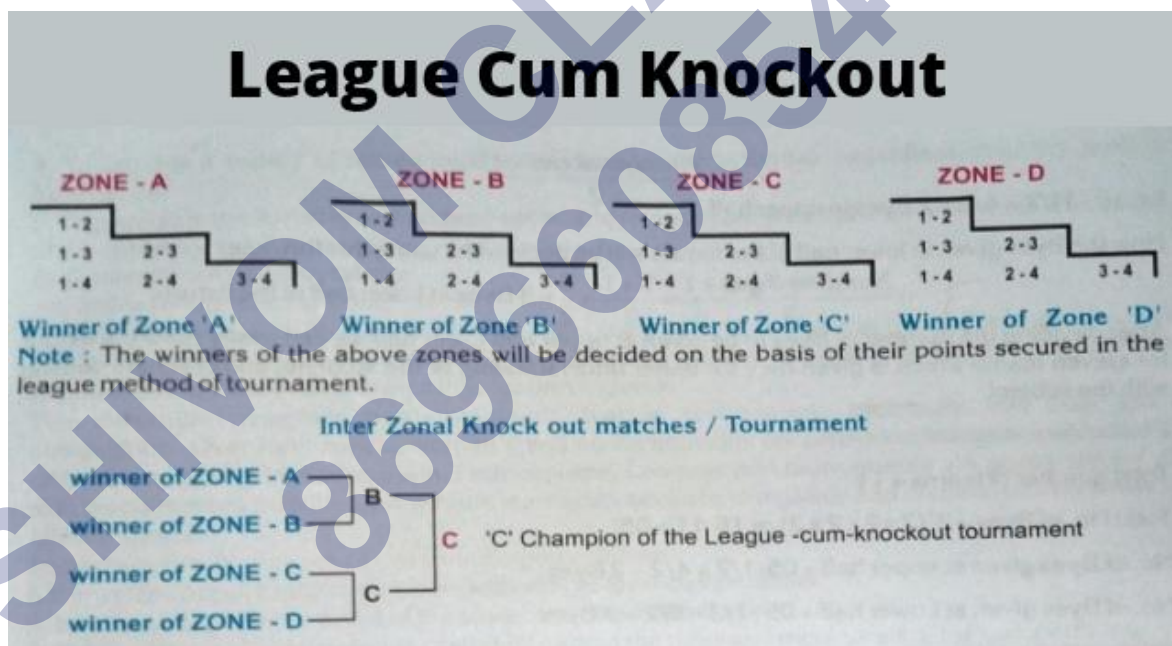 League Cum Knockout
ZONE - A ZONE - B ZONE - C ZONE - D
1 - 2 1 - 2 1 - 2 1 - 2
1 - 3 2 - 3 1 - 3 2 - 3 1 - 3 2 - 3 1 - 3 2 - 3
1 - 4 2 - 4 3 - 4 1 - 4 2 - 4 3 - 4 1 - 4 2 - 4 3 - 4 1 - 4 2 - 4 3 - 4
Winner of Zone 'A' Winner of Zone 'B' Winner of Zone 'C' Winner of Zone 'D'
Note : The winners of the above zones will be decided on the basis of their points secured in the
league method of tournament.
Inter Zonal Knock out matches / Tournament
winner of ZONE - A
B
winner of ZONE - B
C 'C' Champion of the League -cum-knockout tournament
winner of ZONE - C
C
winner of ZONE - D
SHIVOM CL
869660854